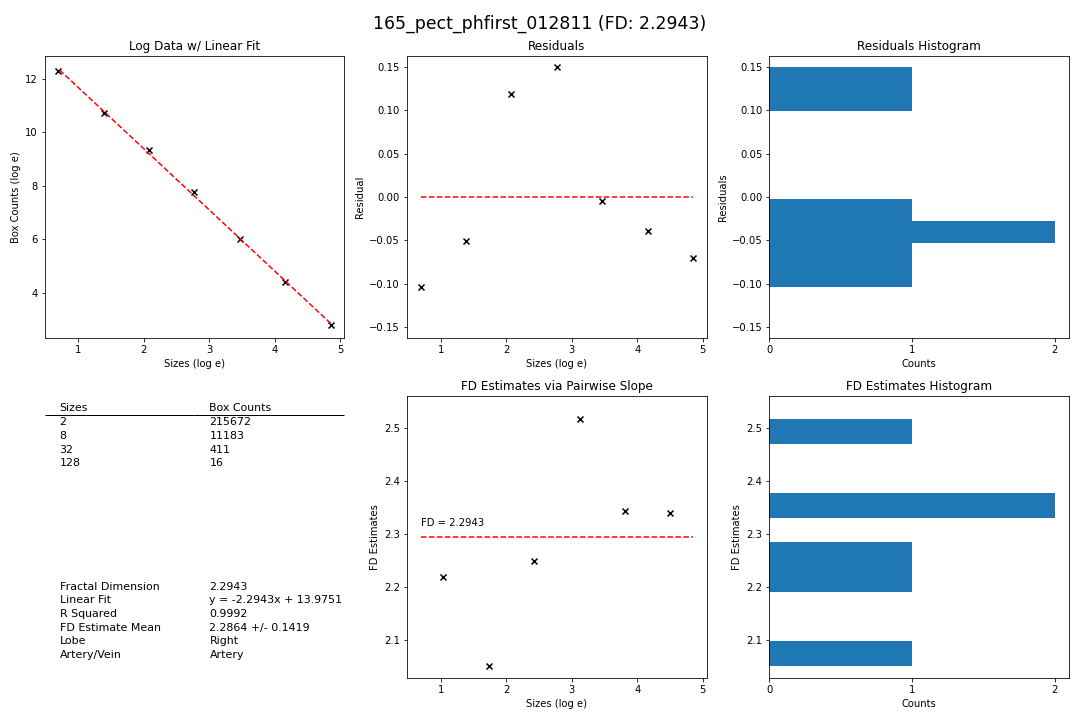 165_pect_phfirst_012811 (FD: 2.2943)
Log Data w/ Linear Fit
Box Counts (log e)
12
10
8
6
4
1 2 3 4 5
Sizes (log e)
Residuals
Residual
0.15
0.10
0.05
0.00
−0.05
−0.10
−0.15
1 2 3 4 5
Sizes (log e)
Residuals Histogram
Residuals
0.15
0.10
0.05
0.00
−0.05
−0.10
−0.15
0 1 2
Counts
Sizes Box Counts
2 215672
8 11183
32 411
128 16
Fractal Dimension 2.2943
Linear Fit y = -2.2943x + 13.9751
R Squared 0.9992
FD Estimate Mean 2.2864 +/- 0.1419
Lobe Right
Artery/Vein Artery
FD Estimates via Pairwise Slope
FD Estimates
2.5
2.4
2.3
2.2
2.1
FD = 2.2943
1 2 3 4 5
Sizes (log e)
FD Estimates Histogram
FD Estimates
2.5
2.4
2.3
2.2
2.1
0 1 2
Counts